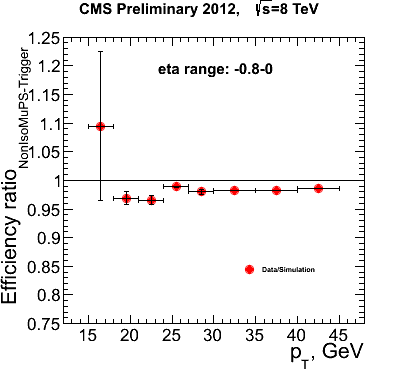 CMS Preliminary 2012, √s=8 TeV
eta range: -0.8-0
Efficiency ratio NonIsoMuPS-Trigger
1.25
1.2
1.15
1.1
1.05
1
0.95
0.9
0.85
0.8
0.75
Data/Simulation
15 20 25 30 35 40 45
p_T, GeV